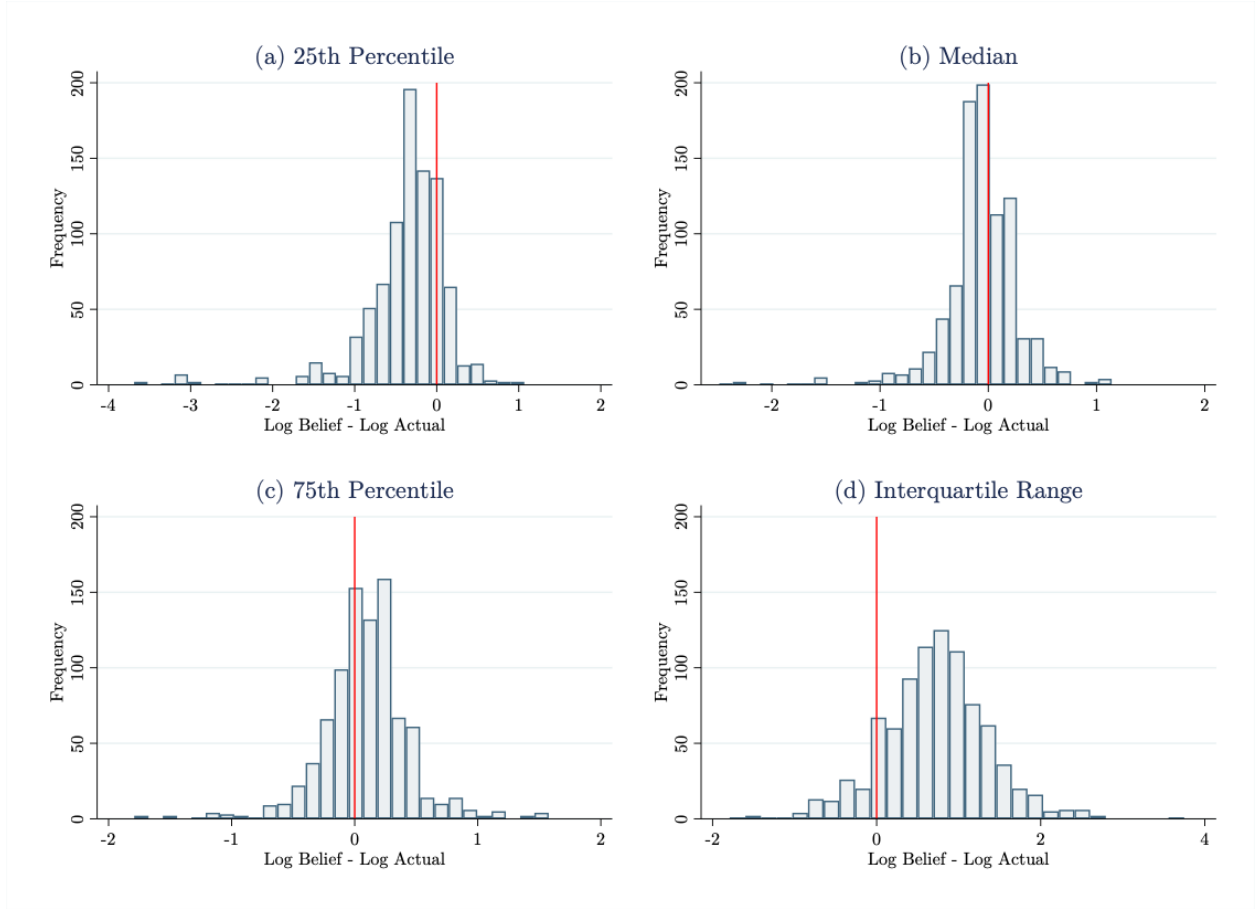 (a) 25th Percentile
200
150
100
50
0
Frequency
-4 -3 -2 -1 0 1 2
Log Belief - Log Actual
(b) Median
200
150
100
50
0
Frequency
-2 -1 0 1 2
Log Belief - Log Actual
(c) 75th Percentile
200
150
100
50
0
Frequency
-2 -1 0 1 2
Log Belief - Log Actual
(d) Interquartile Range
200
150
100
50
0
Frequency
-2 0 2 4
Log Belief - Log Actual